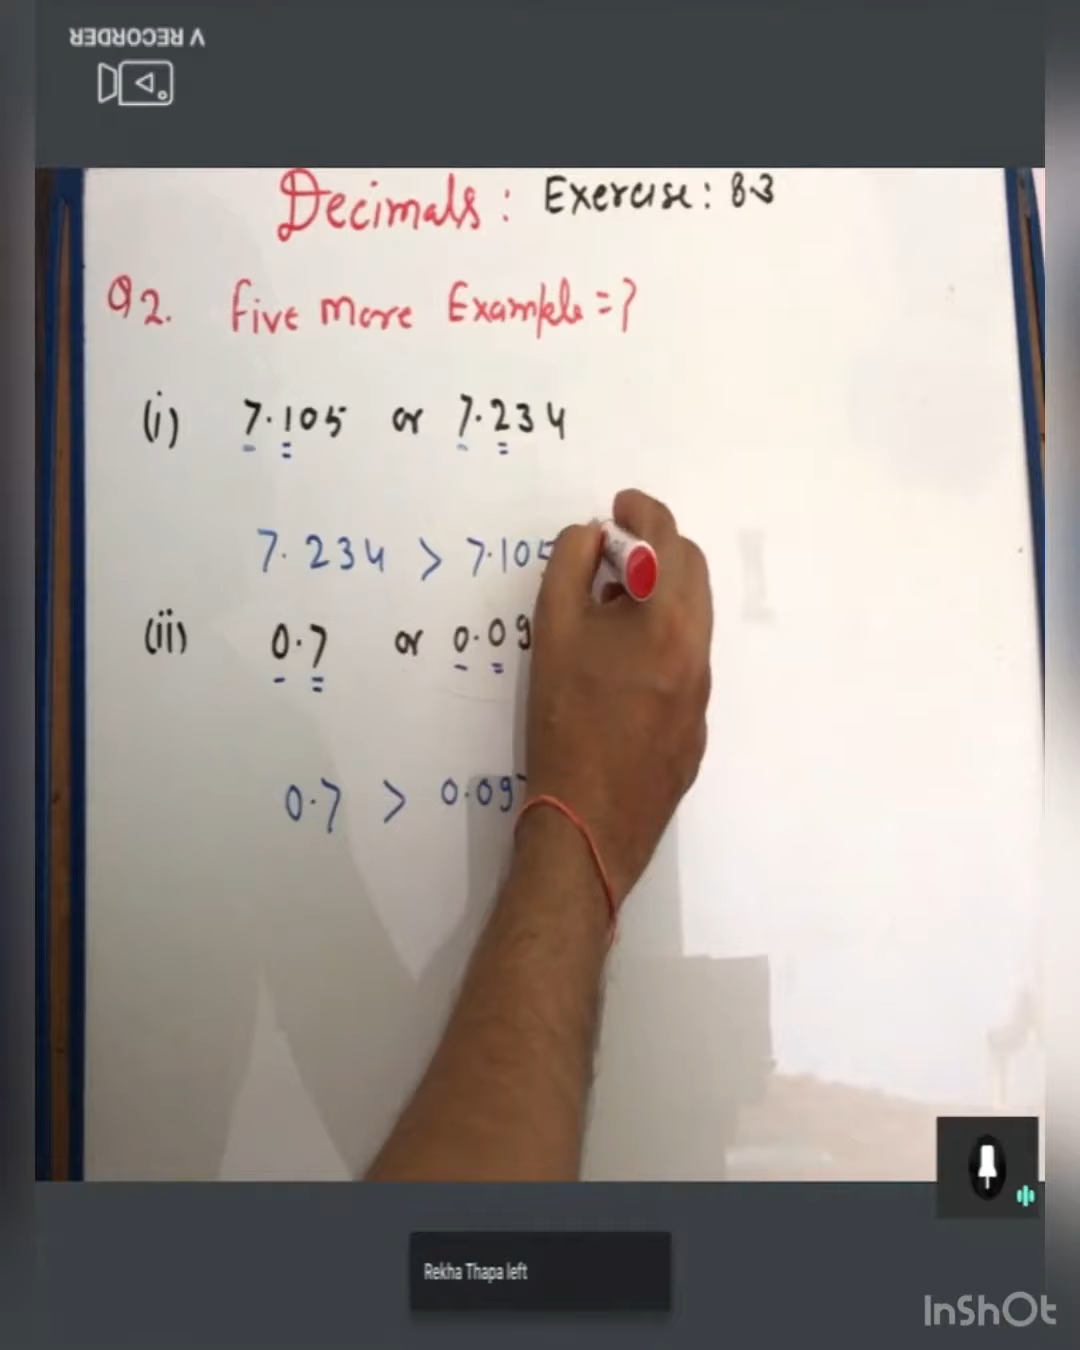 V RECORDER
Decimals : Exercise : 8.3
Q2. Five More Example = ?
(i) 7.105 or 7.234
7.234 > 7.105
(ii) 0.7 or 0.09
0.7 > 0.09
Rekha Thapa left
InShOt